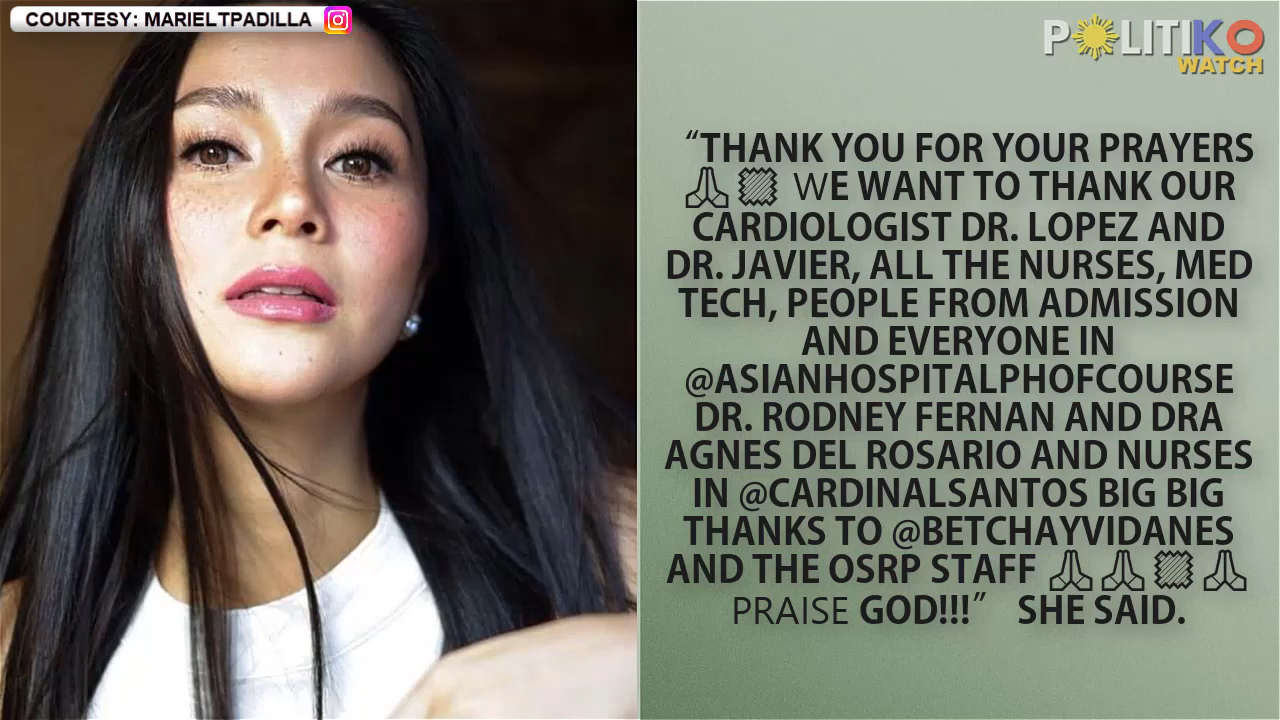 COURTESY: MARIELTPADILLA
POLITIKO
WATCH
“THANK YOU FOR YOUR PRAYERS
🙏 WE WANT TO THANK OUR
CARDIOLOGIST DR. LOPEZ AND
DR. JAVIER, ALL THE NURSES, MED
TECH, PEOPLE FROM ADMISSION
AND EVERYONE IN
@ASIANHOSPITALPHOFCOURSE
DR. RODNEY FERNAN AND DRA
AGNES DEL ROSARIO AND NURSES
IN @CARDINALSANTOS BIG BIG
THANKS TO @BETCHAYVIDANES
AND THE OSRP STAFF 🙏🙏🙏
PRAISE GOD!!!” SHE SAID.